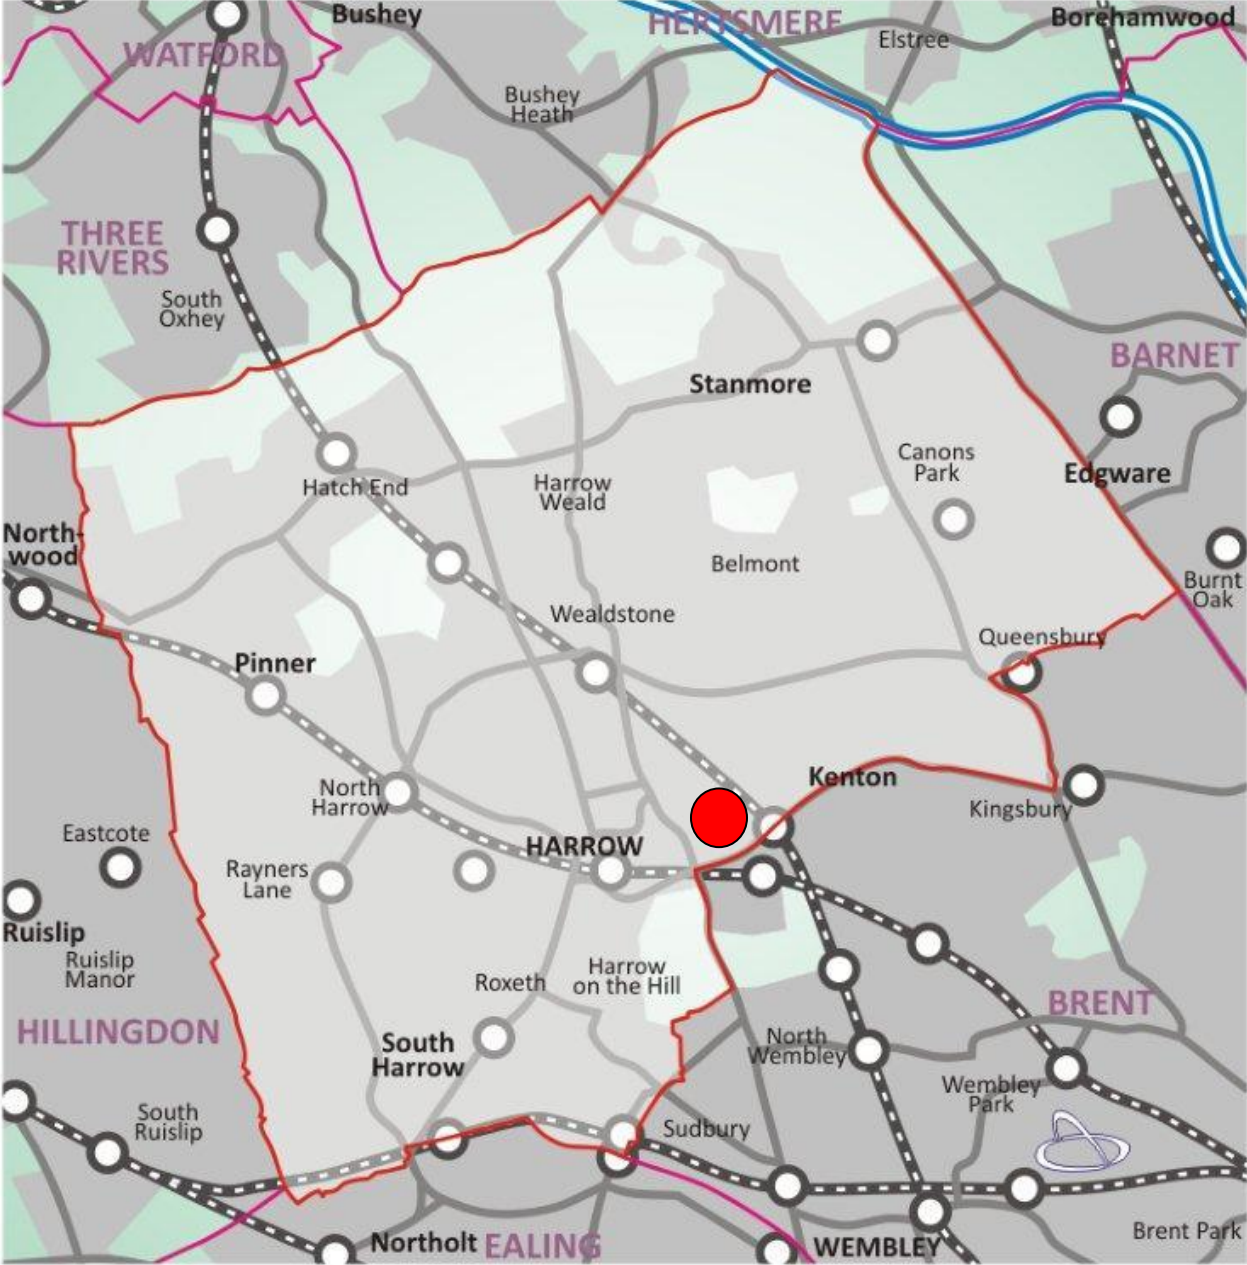 Bushey
HERTSMERE
Borehamwood
WATFORD
Elstree
Bushey
Heath
THREE
RIVERS
South
Oxhey
BARNET
Stanmore
Canons
Park
Edgware
Hatch End
Harrow
Weald
North-
wood
Belmont
Burnt
Oak
Wealdstone
Queensbury
Pinner
North
Harrow
Kenton
Kingsbury
Eastcote
HARROW
Rayners
Lane
Ruislip
Ruislip
Manor
Roxeth
Harrow
on the Hill
HILLINGDON
BRENT
South
Harrow
North
Wembley
Wembley
Park
South
Ruislip
Sudbury
Northolt
EALING
WEMBLEY
Brent Park